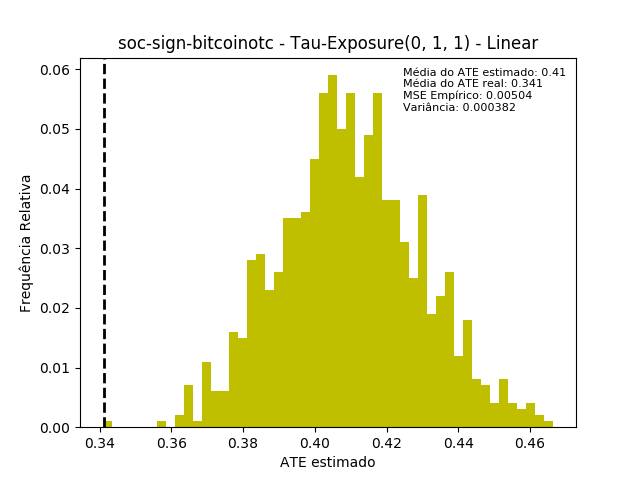 soc-sign-bitcoinotc - Tau-Exposure(0, 1, 1) - Linear
Média do ATE estimado: 0.41
Média do ATE real: 0.341
MSE Empírico: 0.00504
Variância: 0.000382
Frequência Relativa
0.06
0.05
0.04
0.03
0.02
0.01
0.00
0.34 0.36 0.38 0.40 0.42 0.44 0.46
ATE estimado